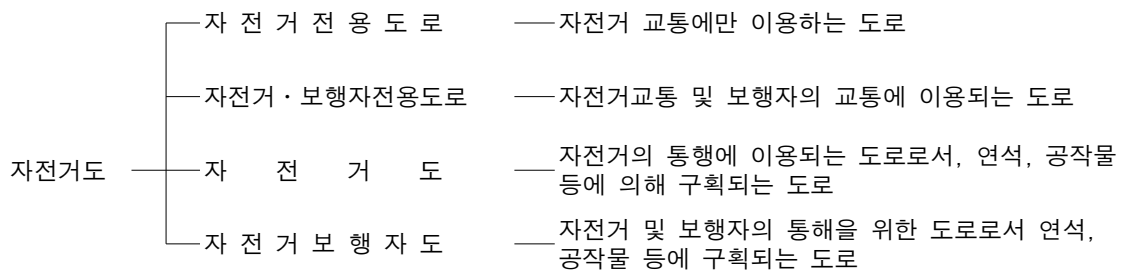 자 전 거 전 용 도 로 자전거 교통에만 이용하는 도로
자전거·보행자전용도로 자전거교통 및 보행자의 교통에 이용되는 도로
자전거도 자 전 거 도 자전거의 통행에 이용되는 도로로서, 연석, 공작물
등에 의해 구획되는 도로
자 전 거 보 행 자 도 자전거 및 보행자의 통해을 위한 도로로서 연석,
공작물 등에 구획되는 도로